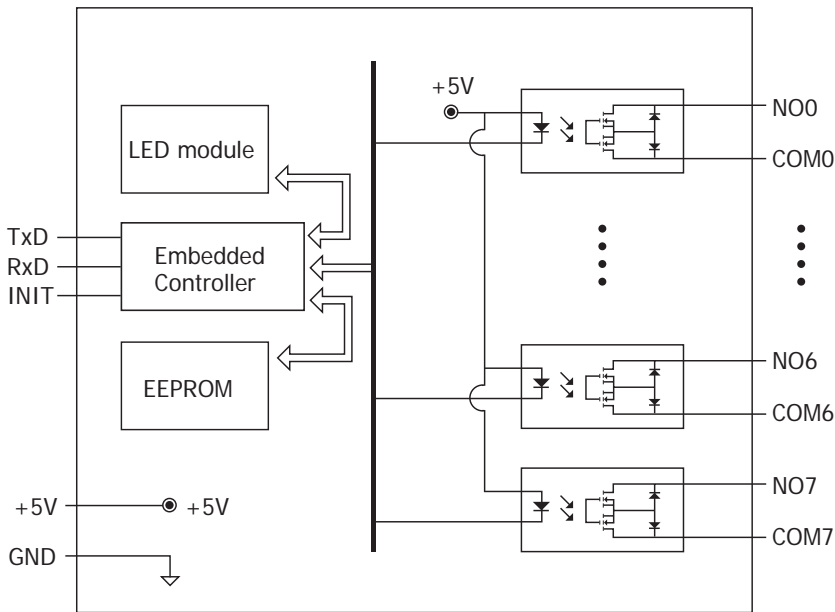 +5V
NO0
LED module
COM0
TxD
RxD
INIT
Embedded
Controller
NO6
EEPROM
COM6
NO7
+5V
+5V
COM7
GND